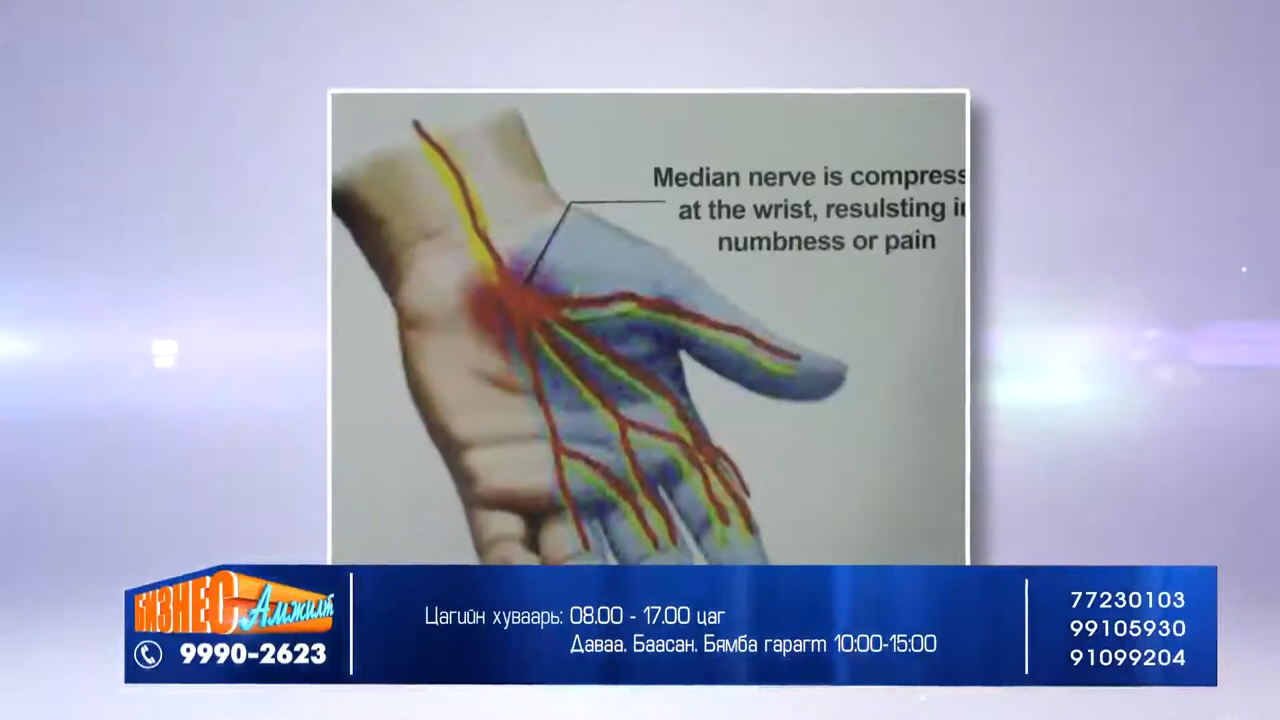 Median nerve is compress
at the wrist, resulsting in
numbness or pain
БИЗНЕС Амжилт
9990-2623
Цагийн хуваарь: 08.00 - 17.00 цаг
Даваа. Баасан. Бямба гарагт 10:00-15:00
77230103
99105930
91099204